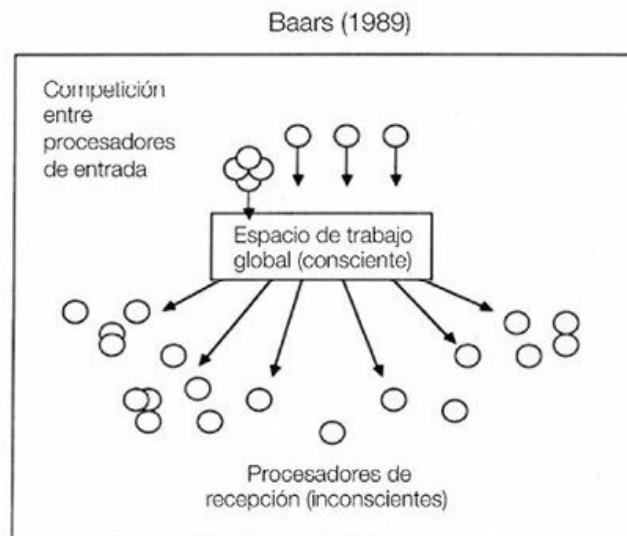 Baars (1989)
Competición
entre
procesadores
de entrada
Espacio de trabajo
global (consciente)
Procesadores de
recepción (inconscientes)